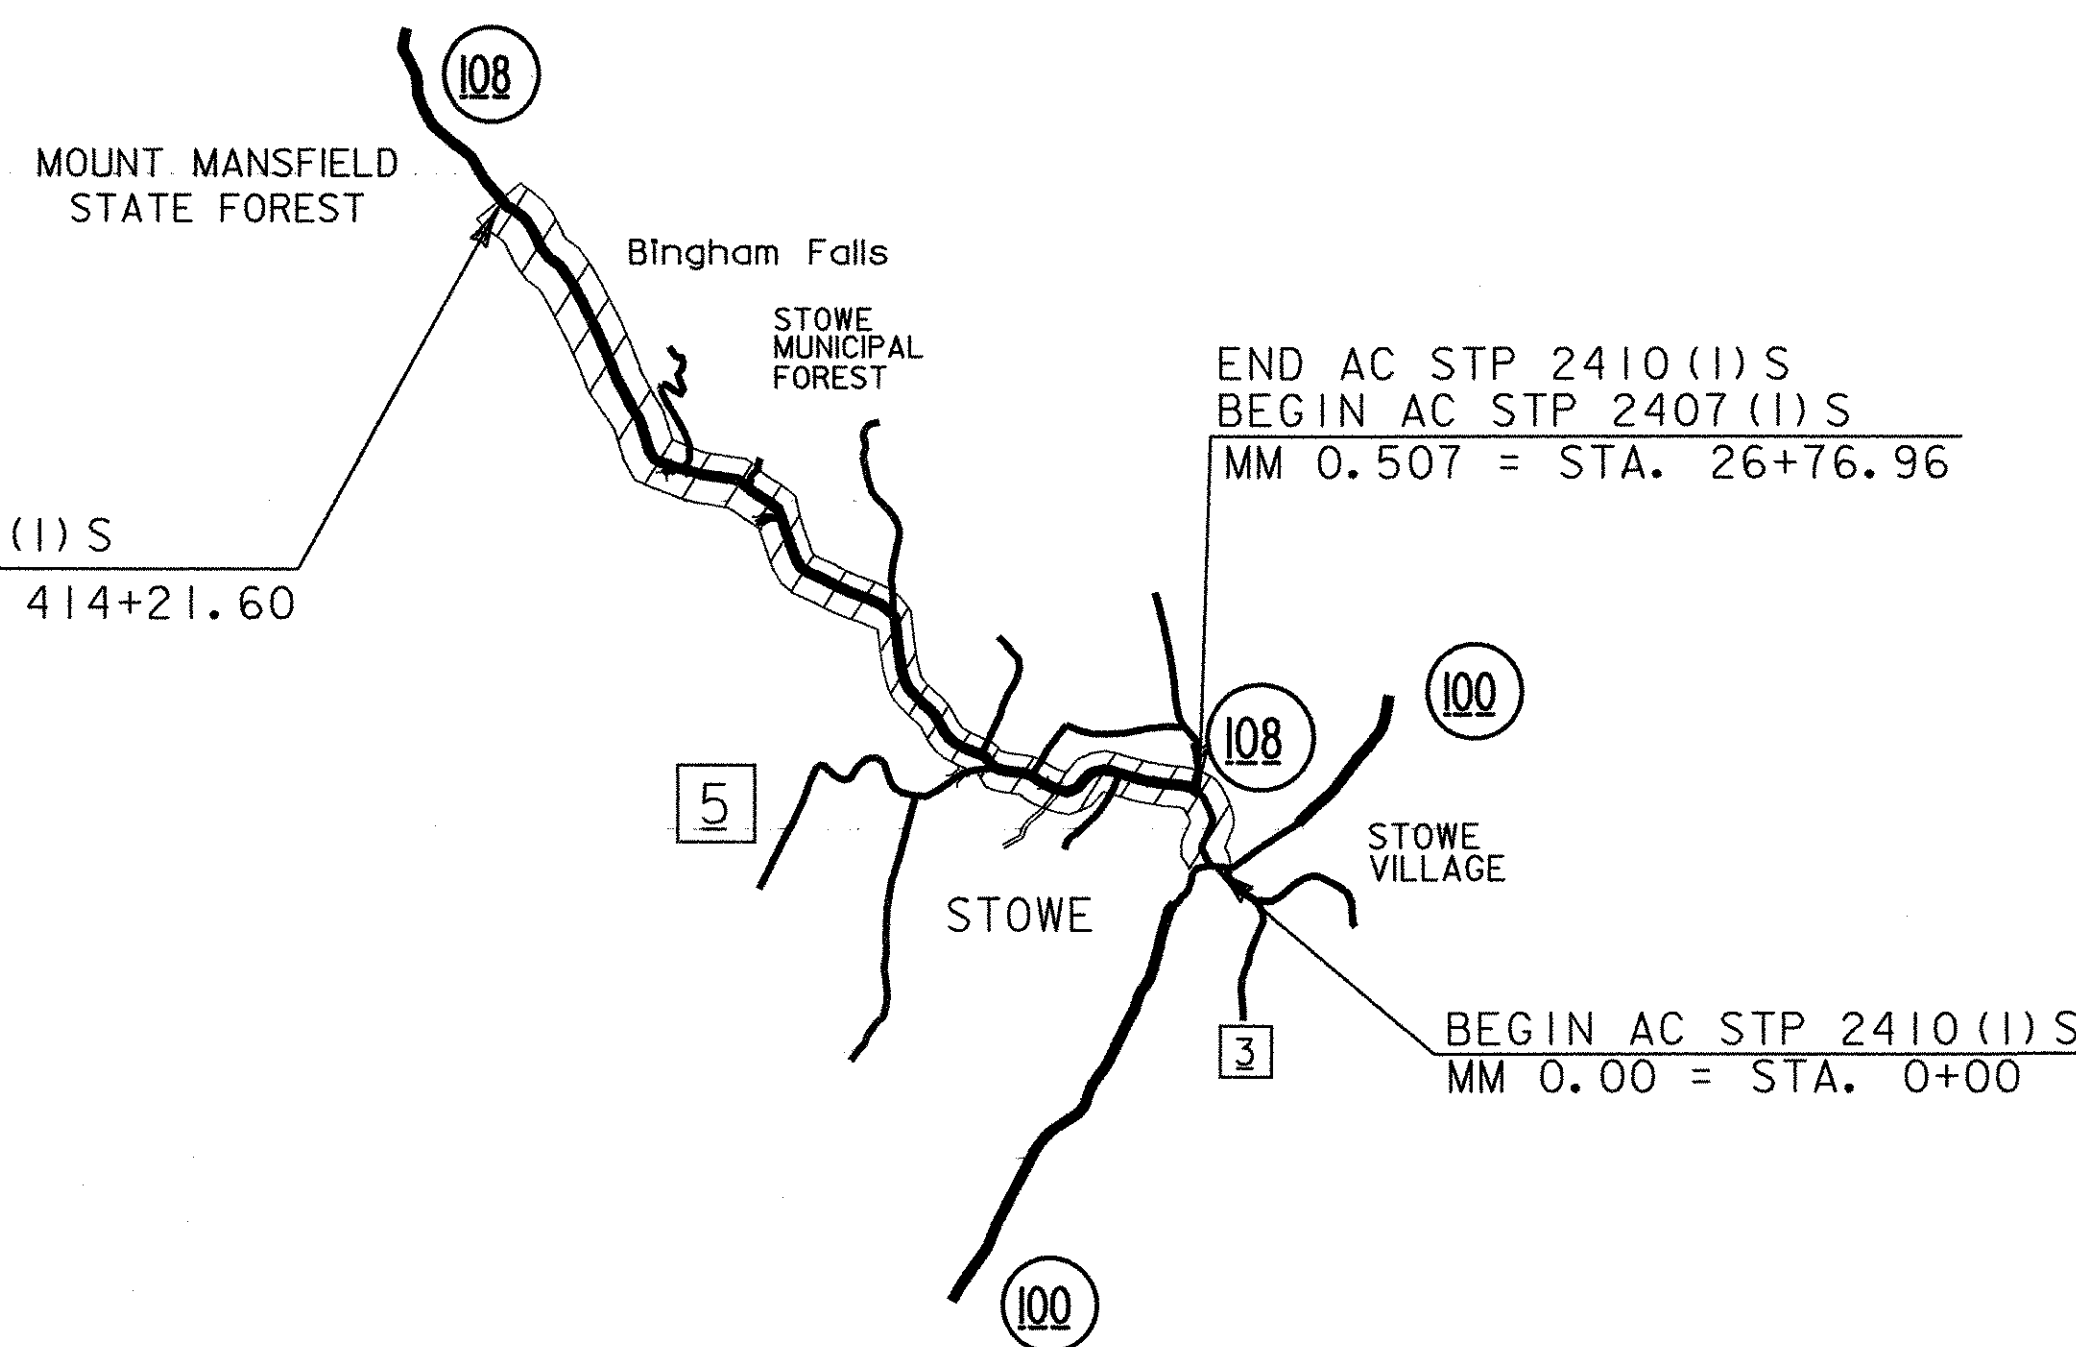 108
MOUNT MANSFIELD
STATE FOREST
Bingham Falls
STOWE
MUNICIPAL
FOREST
END AC STP 2410(1)S
BEGIN AC STP 2407(1)S
MM 0.507 = STA. 26+76.96
(1)S
414+21.60
100
108
5
STOWE
VILLAGE
STOWE
BEGIN AC STP 2410(1)S
MM 0.00 = STA. 0+00
3
100